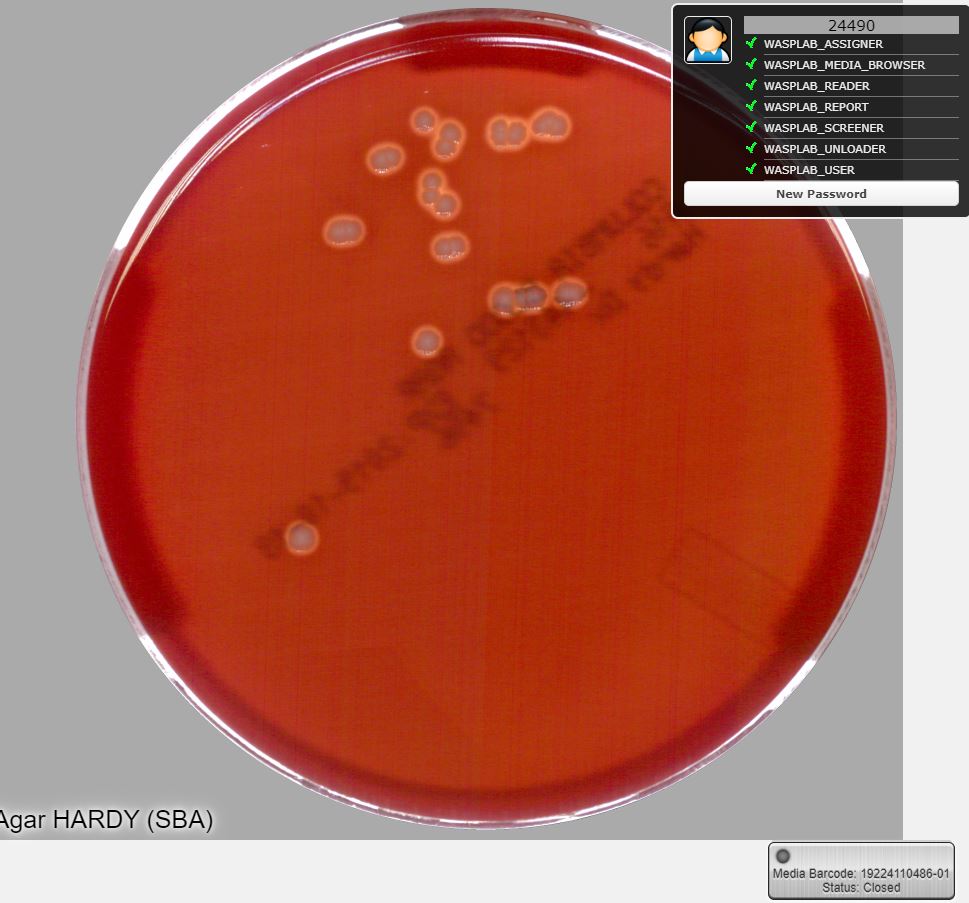 24490
WASPLAB_ASSIGNER
WASPLAB_MEDIA_BROWSER
WASPLAB_READER
WASPLAB_REPORT
WASPLAB_SCREENER
WASPLAB_UNLOADER
WASPLAB_USER
New Password
Agar HARDY (SBA)
Media Barcode: 19224110486-01
Status: Closed